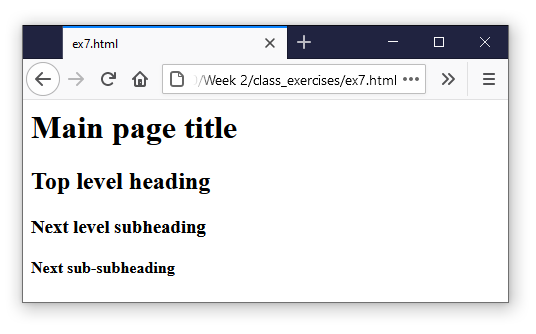 ex7.html
/Week 2/class_exercises/ex7.html
Main page title
Top level heading
Next level subheading
Next sub-subheading